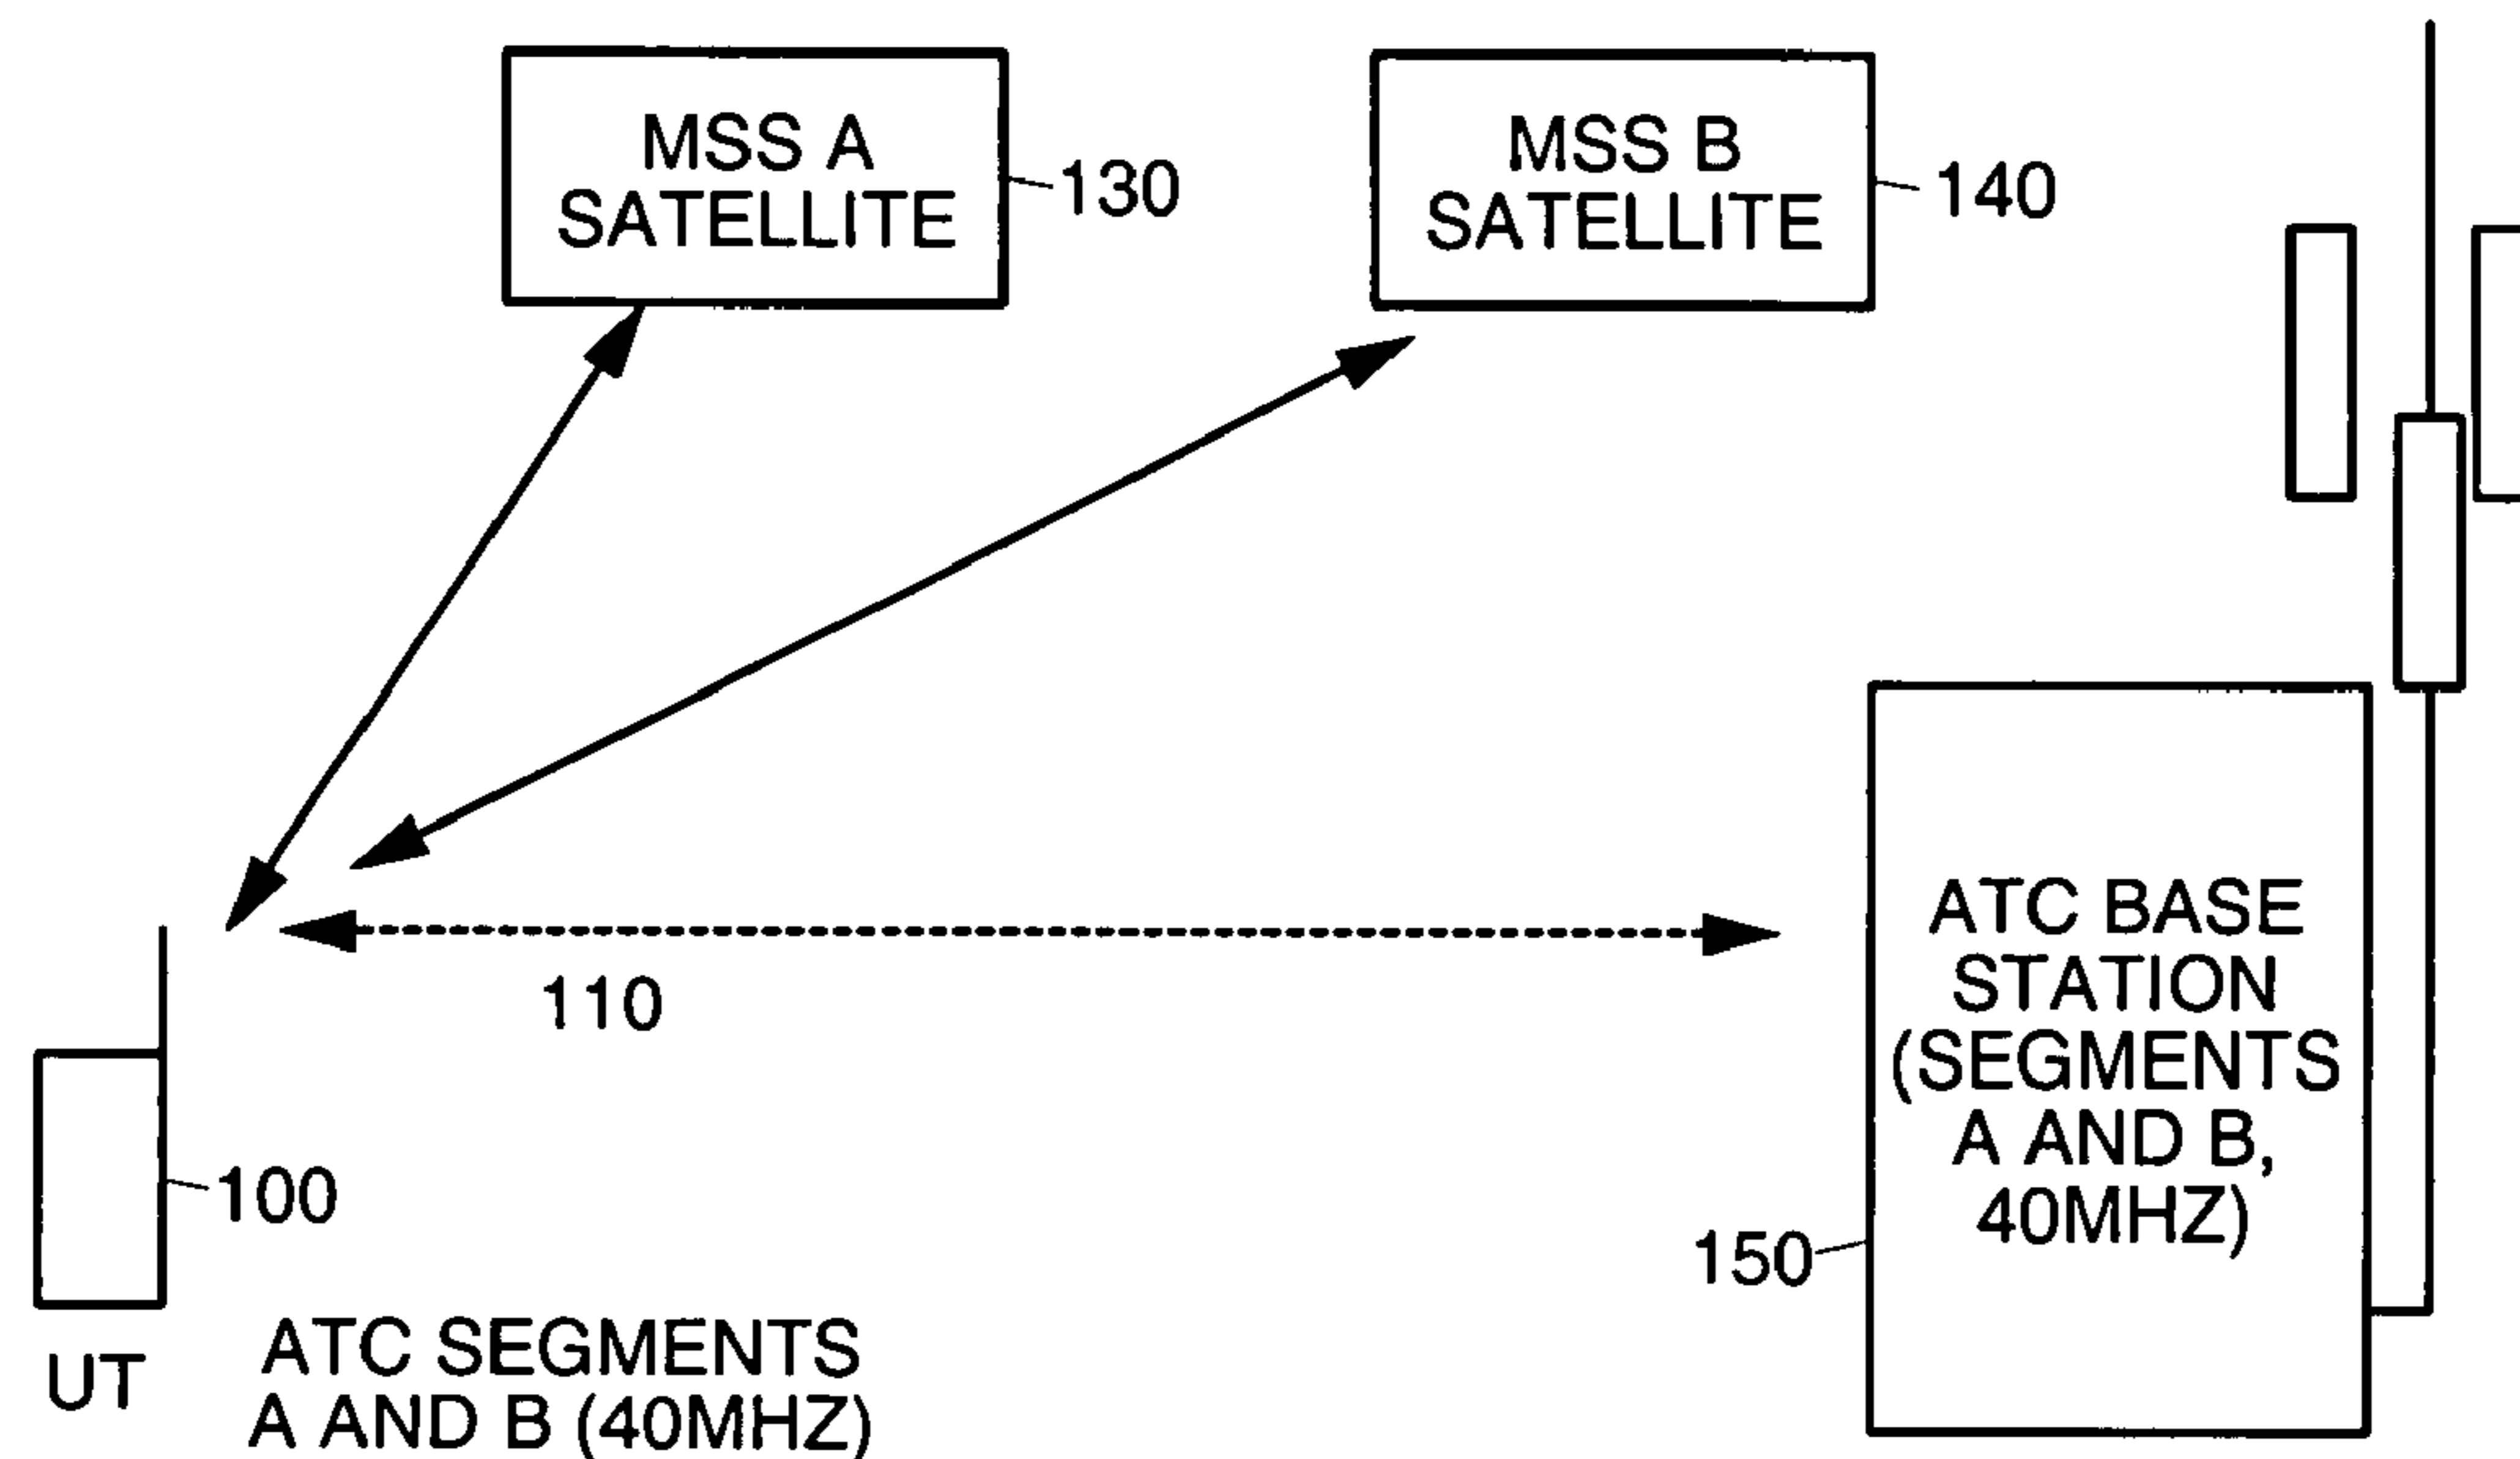 MSS A
SATELLITE
130
MSS B
SATELLITE
140
110
100
UT
ATC SEGMENTS
A AND B (40MHZ)
ATC BASE
STATION
(SEGMENTS
A AND B,
40MHZ)
150